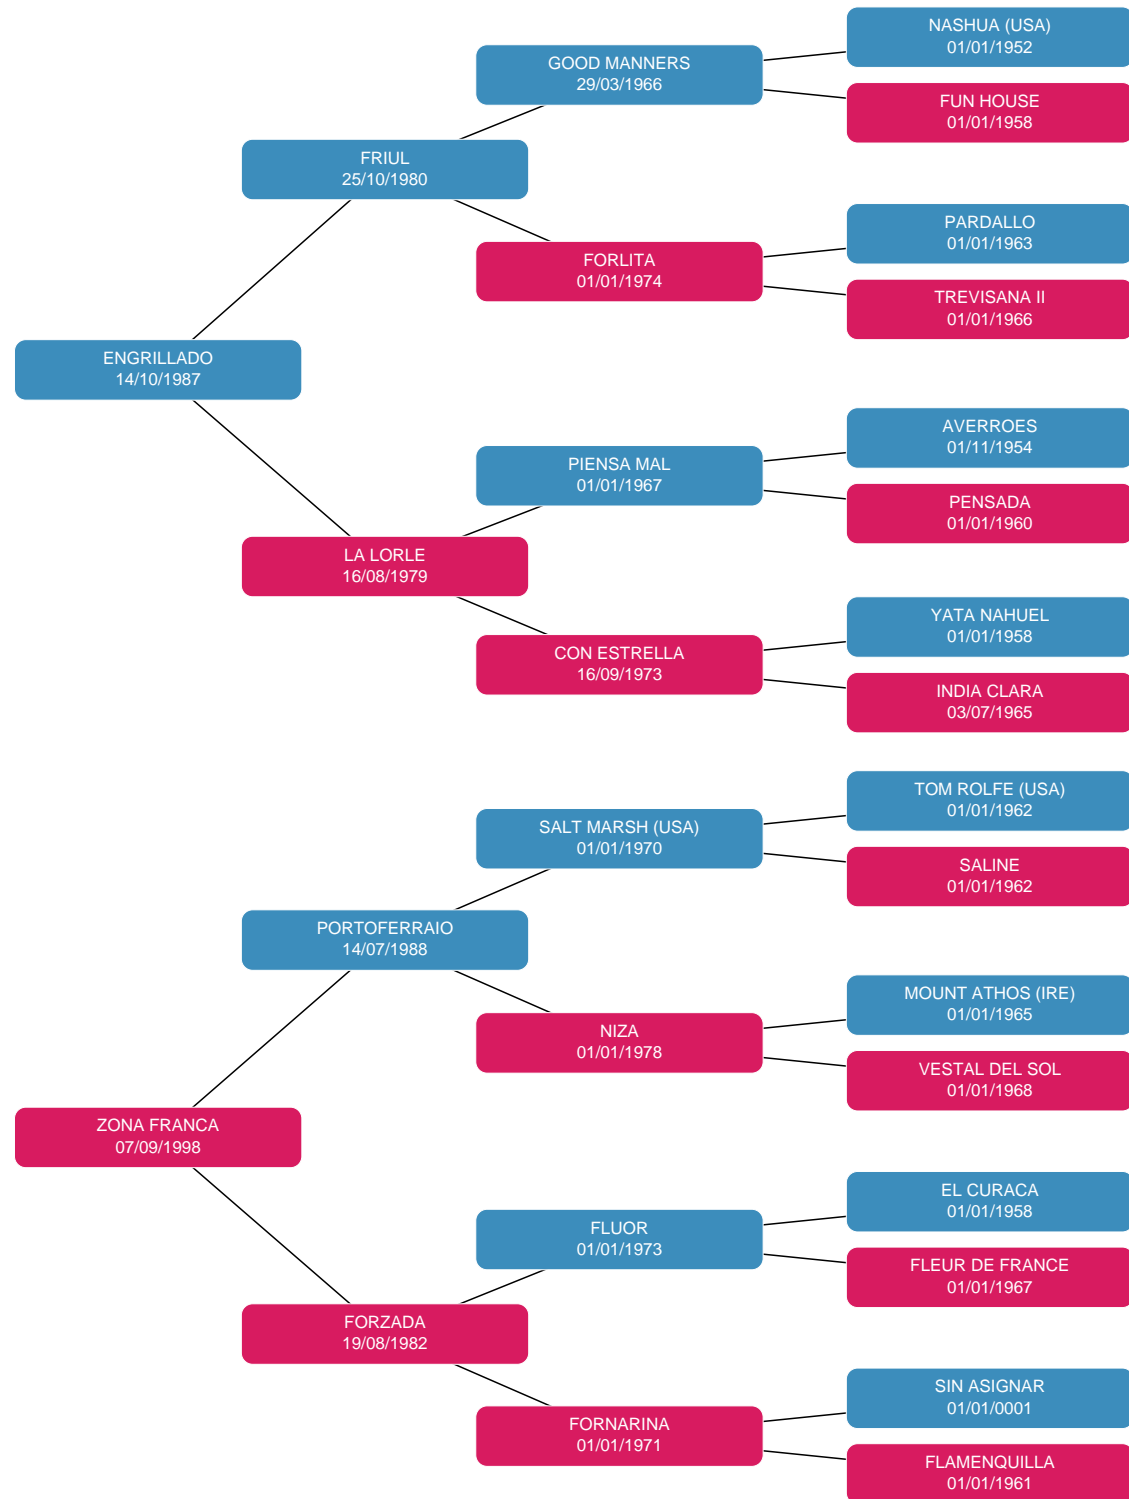 NASHUA (USA)
01/01/1952
GOOD MANNERS
29/03/1966
FUN HOUSE
01/01/1958
FRIUL
25/10/1980
PARDALLO
01/01/1963
FORLITA
01/01/1974
TREVISANA II
01/01/1966
ENGRILLADO
14/10/1987
AVERROES
01/11/1954
PIENSA MAL
01/01/1967
PENSADA
01/01/1960
LA LORLE
16/08/1979
YATA NAHUEL
01/01/1958
CON ESTRELLA
16/09/1973
INDIA CLARA
03/07/1965
TOM ROLFE (USA)
01/01/1962
SALT MARSH (USA)
01/01/1970
SALINE
01/01/1962
PORTOFERRAIO
14/07/1988
MOUNT ATHOS (IRE)
01/01/1965
NIZA
01/01/1978
VESTAL DEL SOL
01/01/1968
ZONA FRANCA
07/09/1998
EL CURACA
01/01/1958
FLUOR
01/01/1973
FLEUR DE FRANCE
01/01/1967
FORZADA
19/08/1982
SIN ASIGNAR
01/01/0001
FORNARINA
01/01/1971
FLAMENQUILLA
01/01/1961